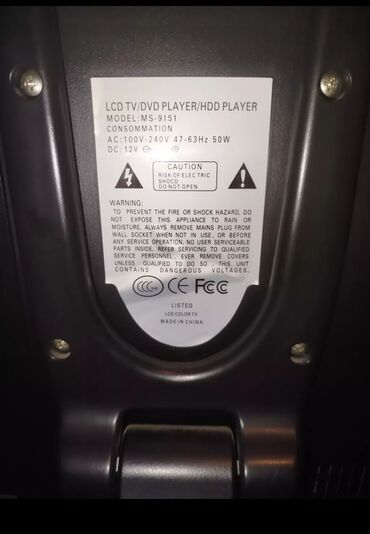 LCD TV/DVD PLAYER/HDD PLAYER
MODEL: MS-9151
CONSOMMATION
AC:100V-240V 47-63Hz 50W
DC: 12V
CAUTION
RISK OF ELECTRIC
SHOCD
DO NOT OPEN
WARNING:
TO PREVENT THE FIRE OR SHOCK HAZARD, DO
NOT EXPOSE THIS APPLIANCE TO RAIN OR
MOISTURE, ALWAYS REMOVE MAINS PLUG FROM
WALL SOCKET WHEN NOT IN USE, OR BEFORE
ANY SERVICE OPERATION: NO USER SERVICEABLE
PARTS INSIDE. REFER SERVICING TO QUALIFIED
SERVICE PERSONNEL, EVER REMOVE COVERS
UNLESS QUALIFIED TO DO SO , THIS UNIT
CONTAINS DANGEROUS VOLTAGES.
CCC CE FCC
LISTED
LCD COLOR TV
MADE IN CHINA